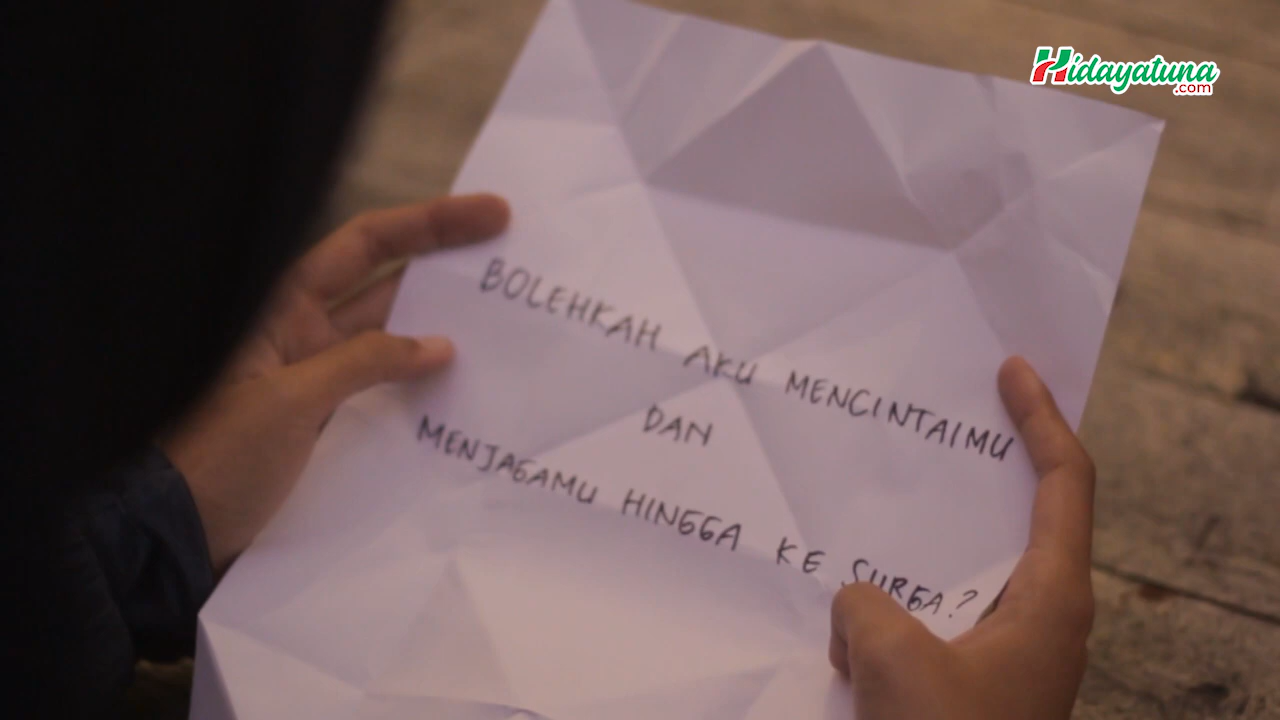 Hidayatuna
.com
BOLEHKAH AKU MENCINTAIMU
DAN
MENJAGAMU HINGGA KE SURGA?